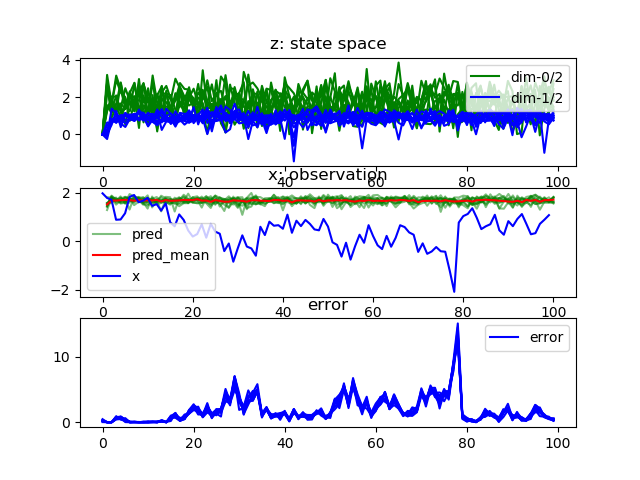 z: state space
4
2
0
dim-0/2
dim-1/2
0 20 40 60 80 100
x: observation
2
0
−2
pred
pred_mean
x
0 20 40 60 80 100
error
10
0
error
0 20 40 60 80 100